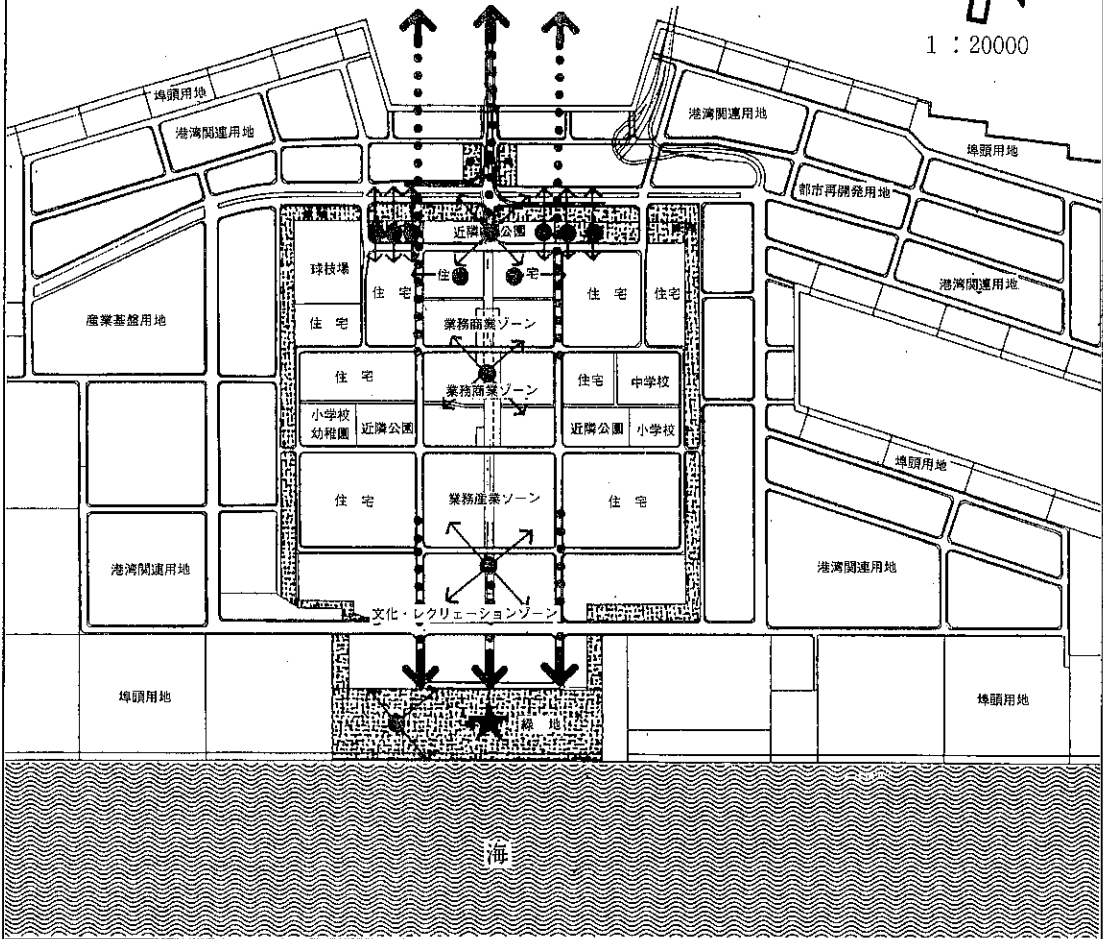 1 : 20000
埠頭用地
港湾関連用地
港湾関連用地
埠頭用地
都市再開発用地
近隣公園
球技場
住宅
住宅
住宅
住宅
住宅
港湾関連用地
産業基盤用地
業務商業ゾーン
住宅
業務商業ゾーン
住宅
中学校
小学校
幼稚園
近隣公園
近隣公園
小学校
埠頭用地
住宅
業務産業ゾーン
住宅
港湾関連用地
港湾関連用地
文化・レクリェーションゾーン
埠頭用地
緑地
埠頭用地
海